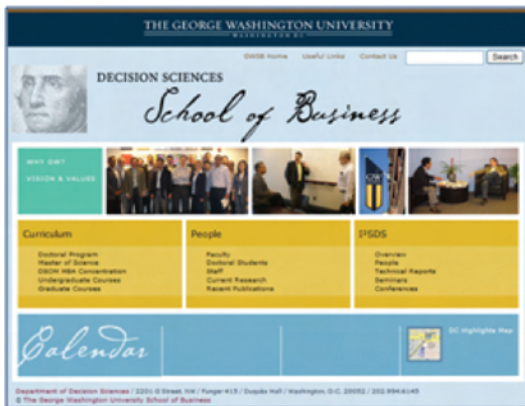 THE GEORGE WASHINGTON UNIVERSITY
WASHINGTON DC
GWSB Home Useful Links Contact Us Search
DECISION SCIENCES
School of Business
WHY GW?
VISION & VALUES
GW
Curriculum
Doctoral Program
Master of Science
DSOM MBA Concentration
Undergraduate Courses
Graduate Courses
People
Faculty
Doctoral Students
Staff
Current Research
Recent Publications
I²SDS
Overview
People
Technical Reports
Seminars
Conferences
Calendar
DC Highlights Map
Department of Decision Sciences / 2201 G Street, NW / Funger 415 / Duquès Hall / Washington, D.C. 20052 / 202.994.6145
© The George Washington University School of Business